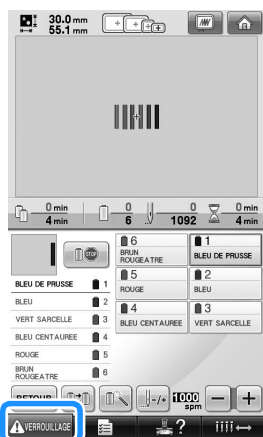 30.0 mm
55.1 mm
0 min
4 min
0
6
0
1092
0 min
4 min
BLEU DE PRUSSE 1
BLEU 2
VERT SARCELLE 3
BLEU CENTAUREE 4
ROUGE 5
BRUN
ROUGEATRE 6
6
BRUN
ROUGEATRE
1
BLEU DE PRUSSE
5
ROUGE
2
BLEU
4
BLEU CENTAUREE
3
VERT SARCELLE
RETOUR
-/+
1000
spm
- +
VERROUILLAGE
?